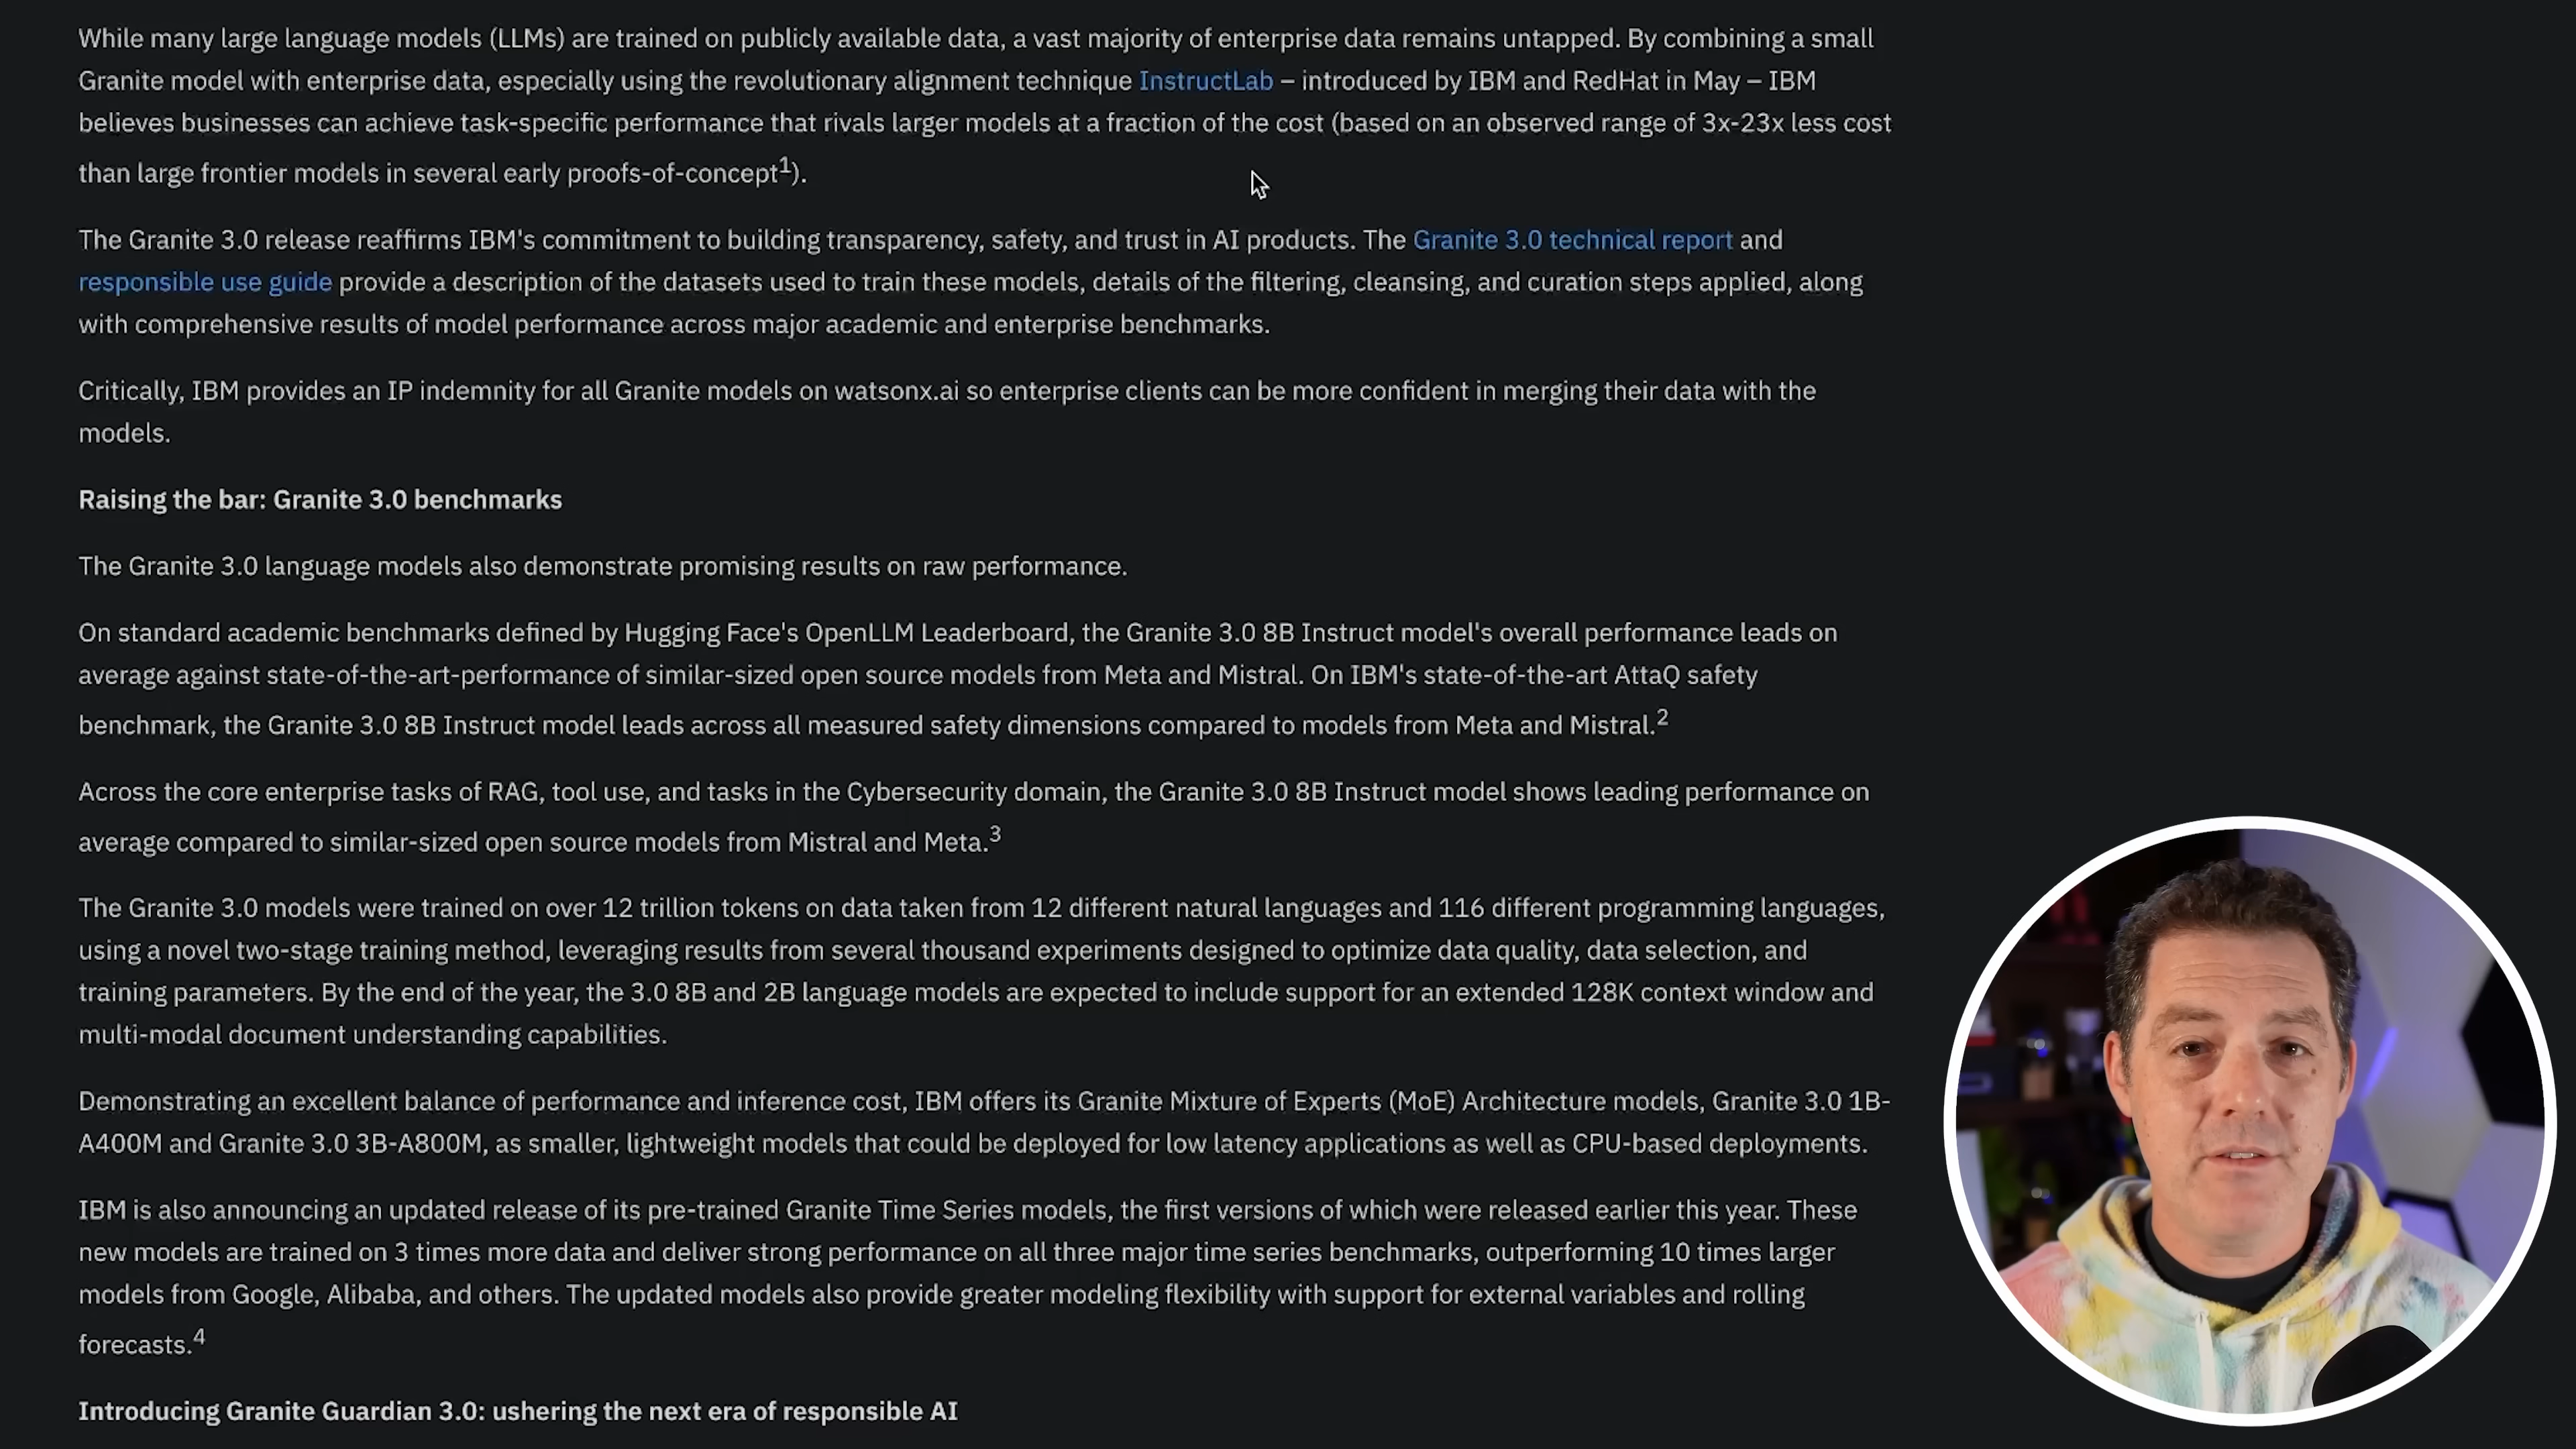 While many large language models (LLMs) are trained on publicly available data, a vast majority of enterprise data remains untapped. By combining a small
Granite model with enterprise data, especially using the revolutionary alignment technique InstructLab – introduced by IBM and RedHat in May – IBM
believes businesses can achieve task-specific performance that rivals larger models at a fraction of the cost (based on an observed range of 3x-23x less cost
than large frontier models in several early proofs-of-concept¹).
The Granite 3.0 release reaffirms IBM's commitment to building transparency, safety, and trust in AI products. The Granite 3.0 technical report and
responsible use guide provide a description of the datasets used to train these models, details of the filtering, cleansing, and curation steps applied, along
with comprehensive results of model performance across major academic and enterprise benchmarks.
Critically, IBM provides an IP indemnity for all Granite models on watsonx.ai so enterprise clients can be more confident in merging their data with the
models.
Raising the bar: Granite 3.0 benchmarks
The Granite 3.0 language models also demonstrate promising results on raw performance.
On standard academic benchmarks defined by Hugging Face's OpenLLM Leaderboard, the Granite 3.0 8B Instruct model's overall performance leads on
average against state-of-the-art-performance of similar-sized open source models from Meta and Mistral. On IBM's state-of-the-art AttaQ safety
benchmark, the Granite 3.0 8B Instruct model leads across all measured safety dimensions compared to models from Meta and Mistral.²
Across the core enterprise tasks of RAG, tool use, and tasks in the Cybersecurity domain, the Granite 3.0 8B Instruct model shows leading performance on
average compared to similar-sized open source models from Mistral and Meta.³
The Granite 3.0 models were trained on over 12 trillion tokens on data taken from 12 different natural languages and 116 different programming languages,
using a novel two-stage training method, leveraging results from several thousand experiments designed to optimize data quality, data selection, and
training parameters. By the end of the year, the 3.0 8B and 2B language models are expected to include support for an extended 128K context window and
multi-modal document understanding capabilities.
Demonstrating an excellent balance of performance and inference cost, IBM offers its Granite Mixture of Experts (MoE) Architecture models, Granite 3.0 1B-
A400M and Granite 3.0 3B-A800M, as smaller, lightweight models that could be deployed for low latency applications as well as CPU-based deployments.
IBM is also announcing an updated release of its pre-trained Granite Time Series models, the first versions of which were released earlier this year. These
new models are trained on 3 times more data and deliver strong performance on all three major time series benchmarks, outperforming 10 times larger
models from Google, Alibaba, and others. The updated models also provide greater modeling flexibility with support for external variables and rolling
forecasts.⁴
Introducing Granite Guardian 3.0: ushering the next era of responsible AI